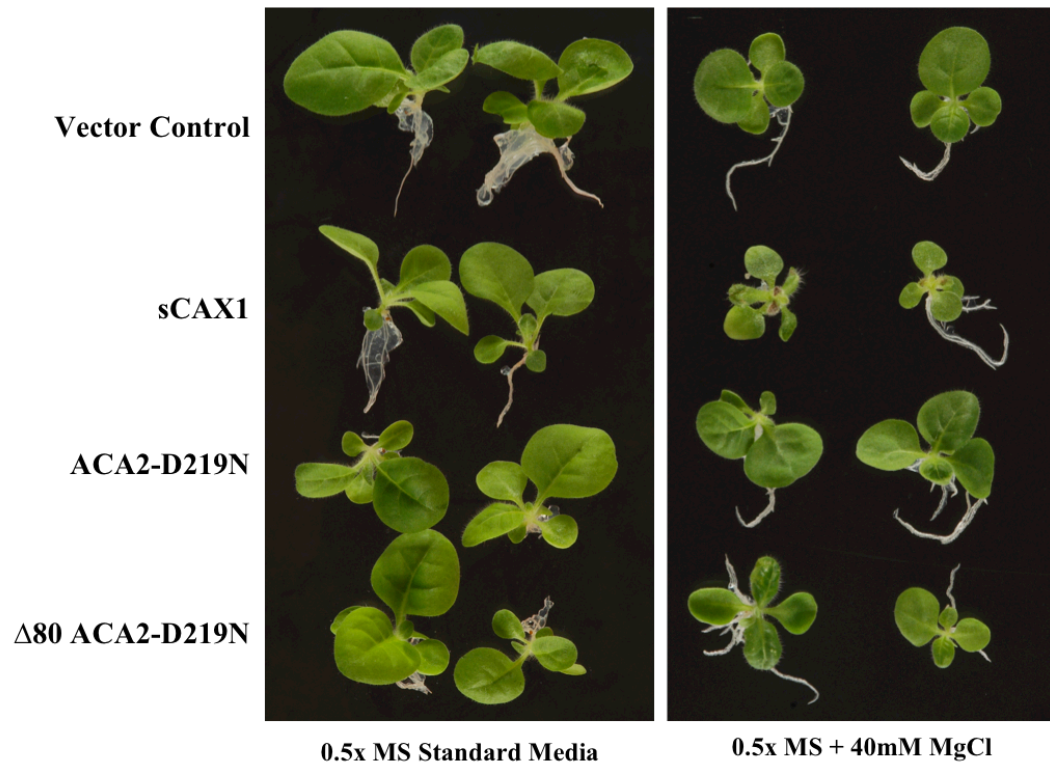 Vector Control
sCAX1
ACA2-D219N
Δ80 ACA2-D219N
0.5x MS Standard Media
0.5x MS + 40mM MgCl